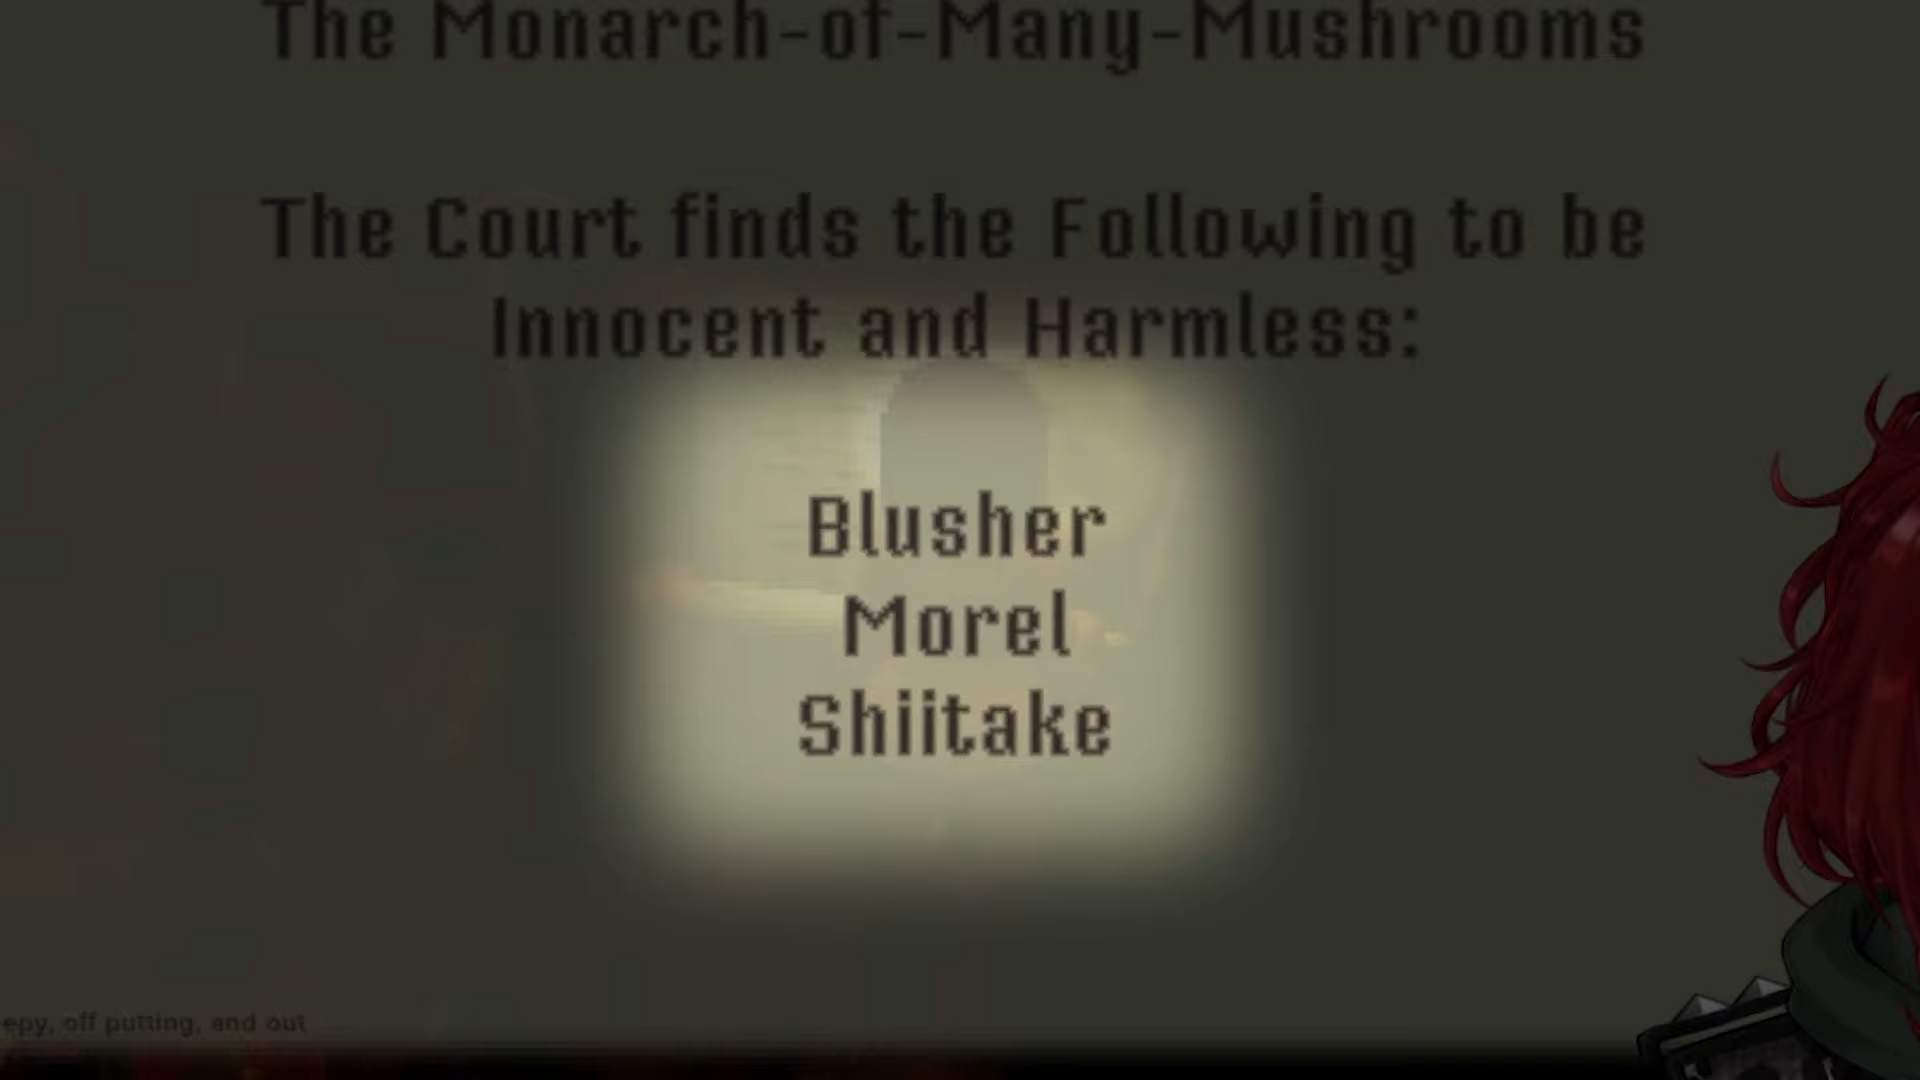 The Monarch-of-Many-Mushrooms
The Court finds the Following to be
Innocent and Harmless:
Blusher
Morel
Shiitake
epy, off putting, and out